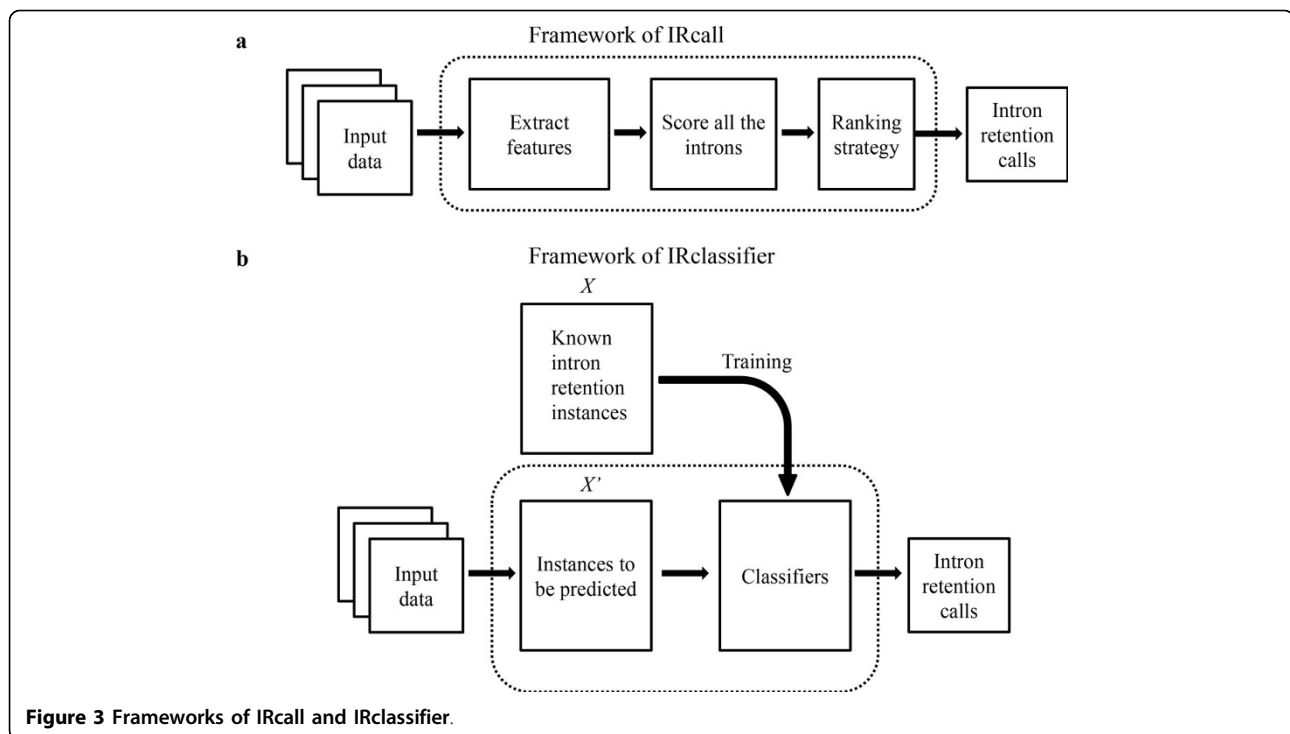 a
Framework of IRcall
Input
data
Extract
features
Score all the
introns
Ranking
strategy
Intron
retention
calls
b
Framework of IRclassifier
X
Known
intron
retention
instances
Training
X'
Input
data
Instances to
be predicted
Classifiers
Intron
retention
calls
Figure 3 Frameworks of IRcall and IRclassifier.